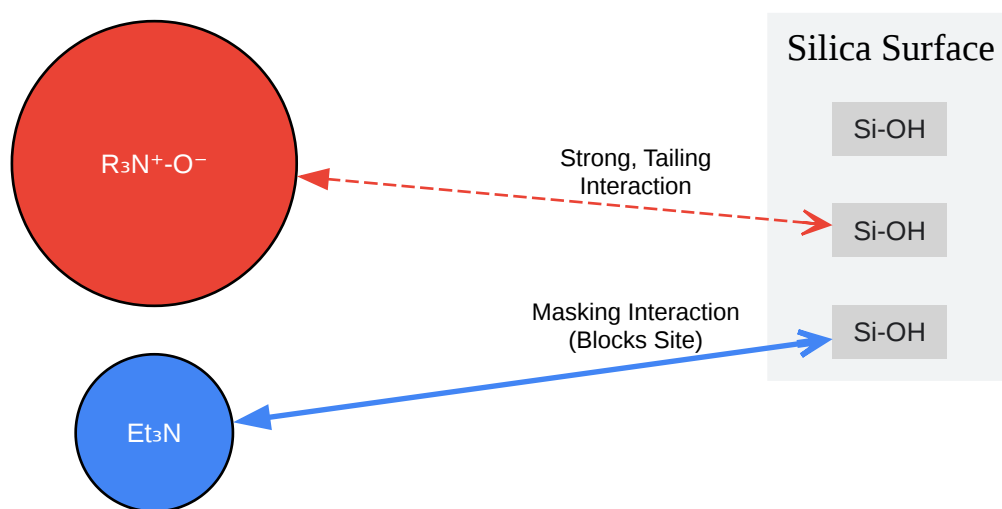 Silica Surface
Si-OH
R₃N⁺-O⁻
Strong, Tailing
Interaction
Si-OH
Masking Interaction
(Blocks Site)
Si-OH
Et₃N